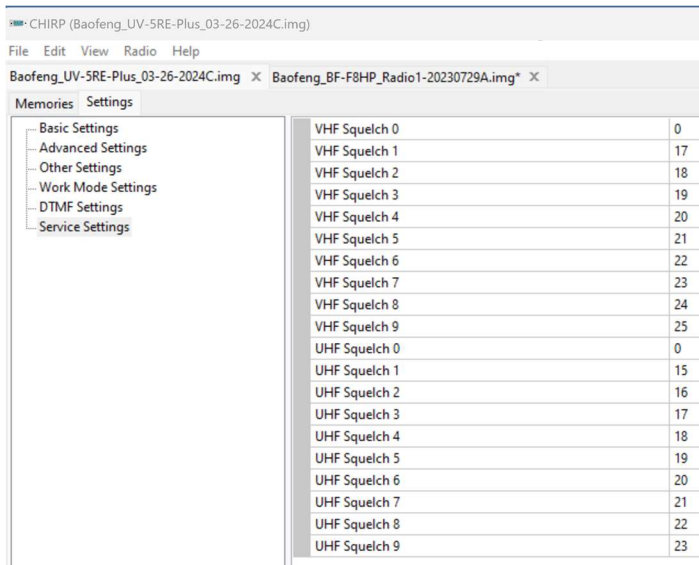 CHIRP (Baofeng_UV-5RE-Plus_03-26-2024C.img)
File Edit View Radio Help
Baofeng_UV-5RE-Plus_03-26-2024C.img X Baofeng_BF-F8HP_Radio1-20230729A.img* X
Memories Settings
Basic Settings
Advanced Settings
Other Settings
Work Mode Settings
DTMF Settings
Service Settings
VHF Squelch 0 0
VHF Squelch 1 17
VHF Squelch 2 18
VHF Squelch 3 19
VHF Squelch 4 20
VHF Squelch 5 21
VHF Squelch 6 22
VHF Squelch 7 23
VHF Squelch 8 24
VHF Squelch 9 25
UHF Squelch 0 0
UHF Squelch 1 15
UHF Squelch 2 16
UHF Squelch 3 17
UHF Squelch 4 18
UHF Squelch 5 19
UHF Squelch 6 20
UHF Squelch 7 21
UHF Squelch 8 22
UHF Squelch 9 23